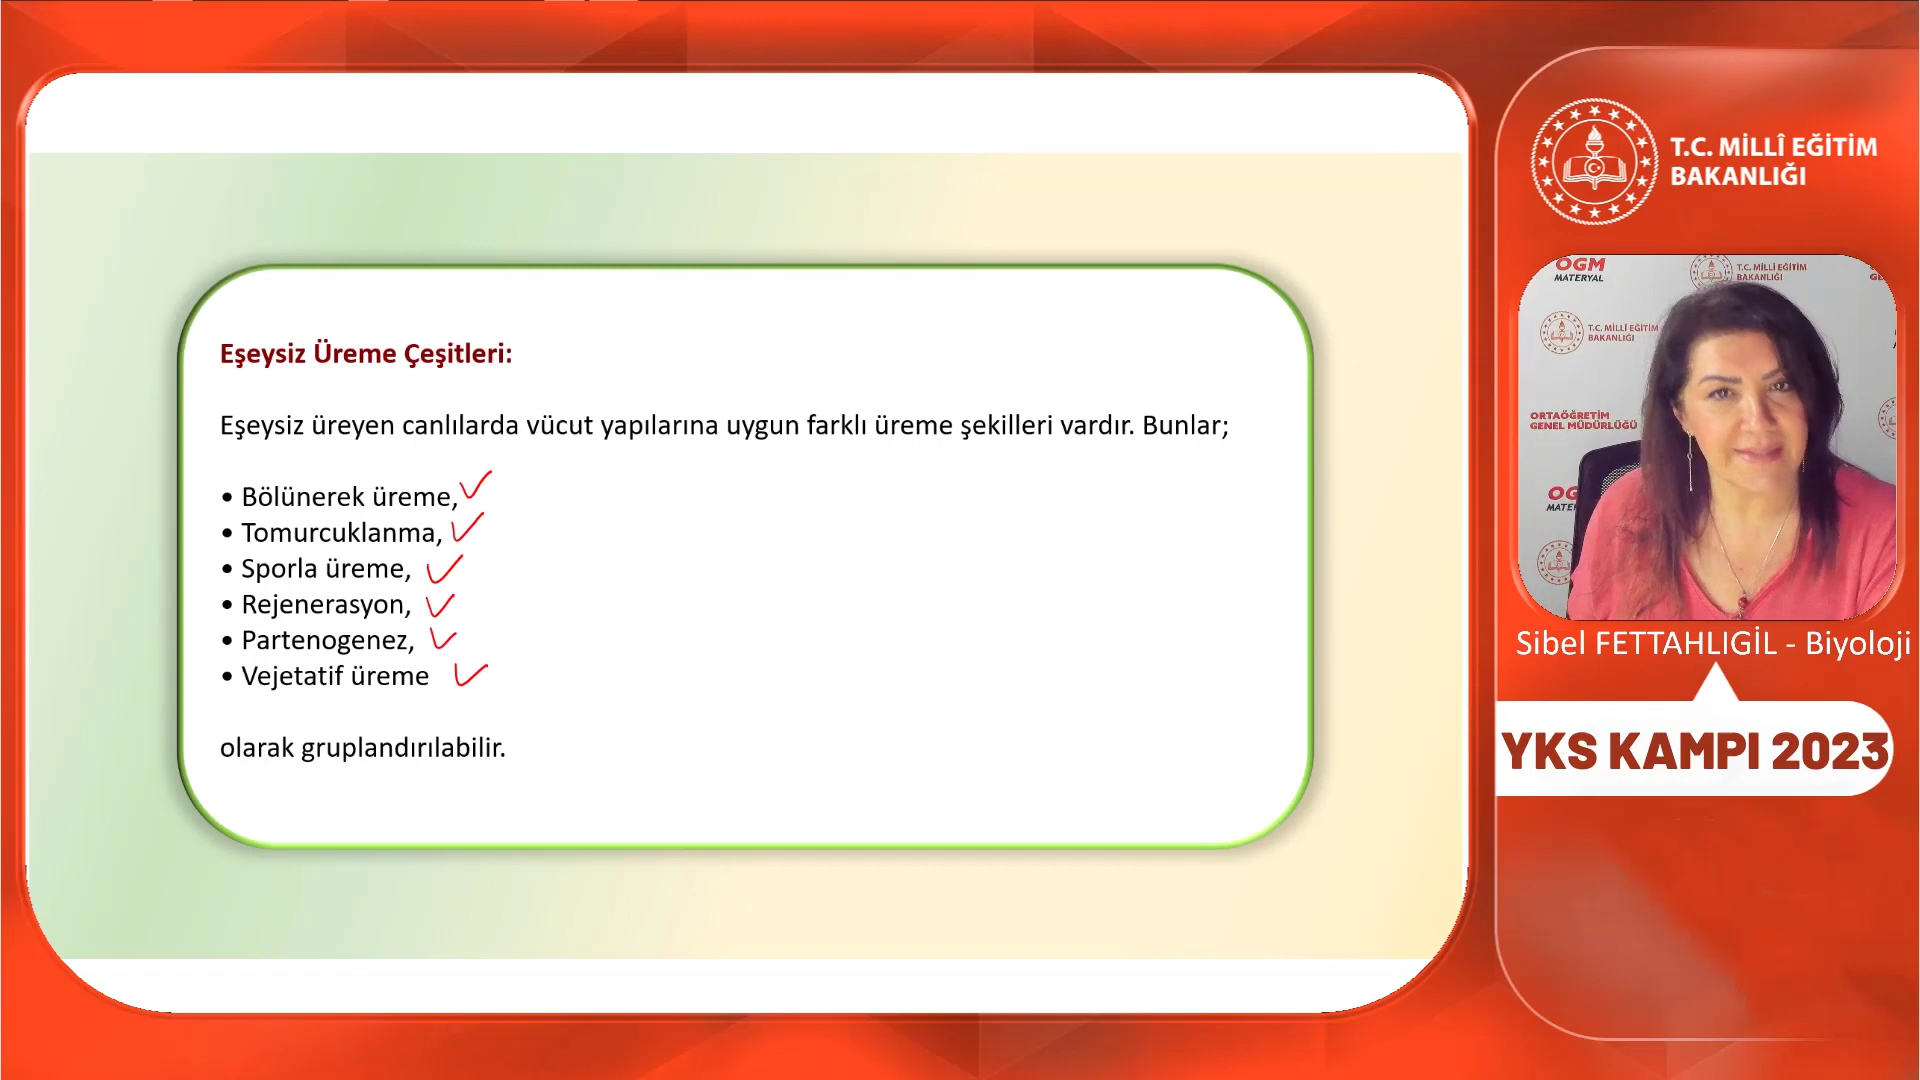 Eşeysiz Üreme Çeşitleri:
Eşeysiz üreyen canlılarda vücut yapılarına uygun farklı üreme şekilleri vardır. Bunlar;
• Bölünerek üreme,
• Tomurcuklanma,
• Sporla üreme,
• Rejenerasyon,
• Partenogenez,
• Vejetatif üreme
olarak gruplandırılabilir.
T.C. MİLLÎ EĞİTİM
BAKANLIĞI
OGM
MATERYAL
T.C. MİLLÎ EĞİTİM
BAKANLIĞI
T.C. MİLLÎ EĞİTİM
BAKANLIĞI
ORTAÖĞRETİM
GENEL MÜDÜRLÜĞÜ
Sibel FETTAHLIGİL - Biyoloji
YKS KAMPI 2023